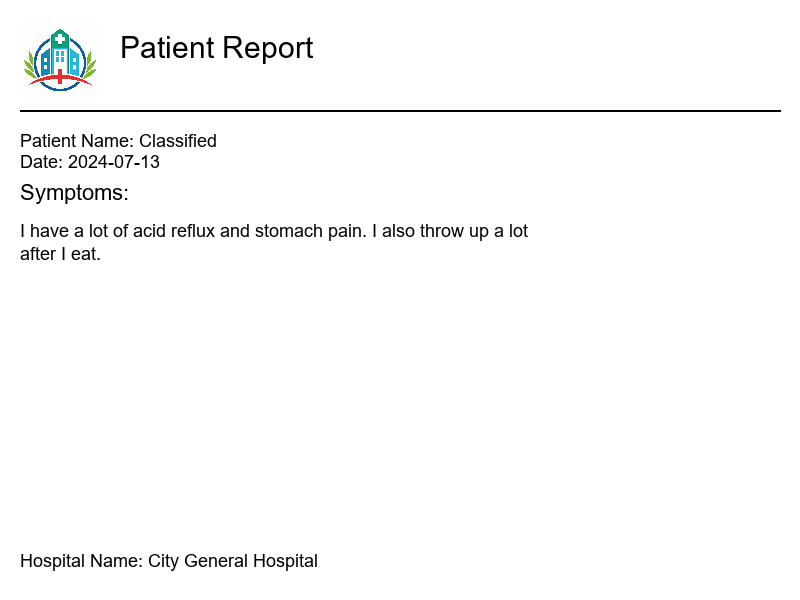 Patient Report
Patient Name: Classified
Date: 2024-07-13
Symptoms:
I have a lot of acid reflux and stomach pain. I also throw up a lot
after I eat.
Hospital Name: City General Hospital